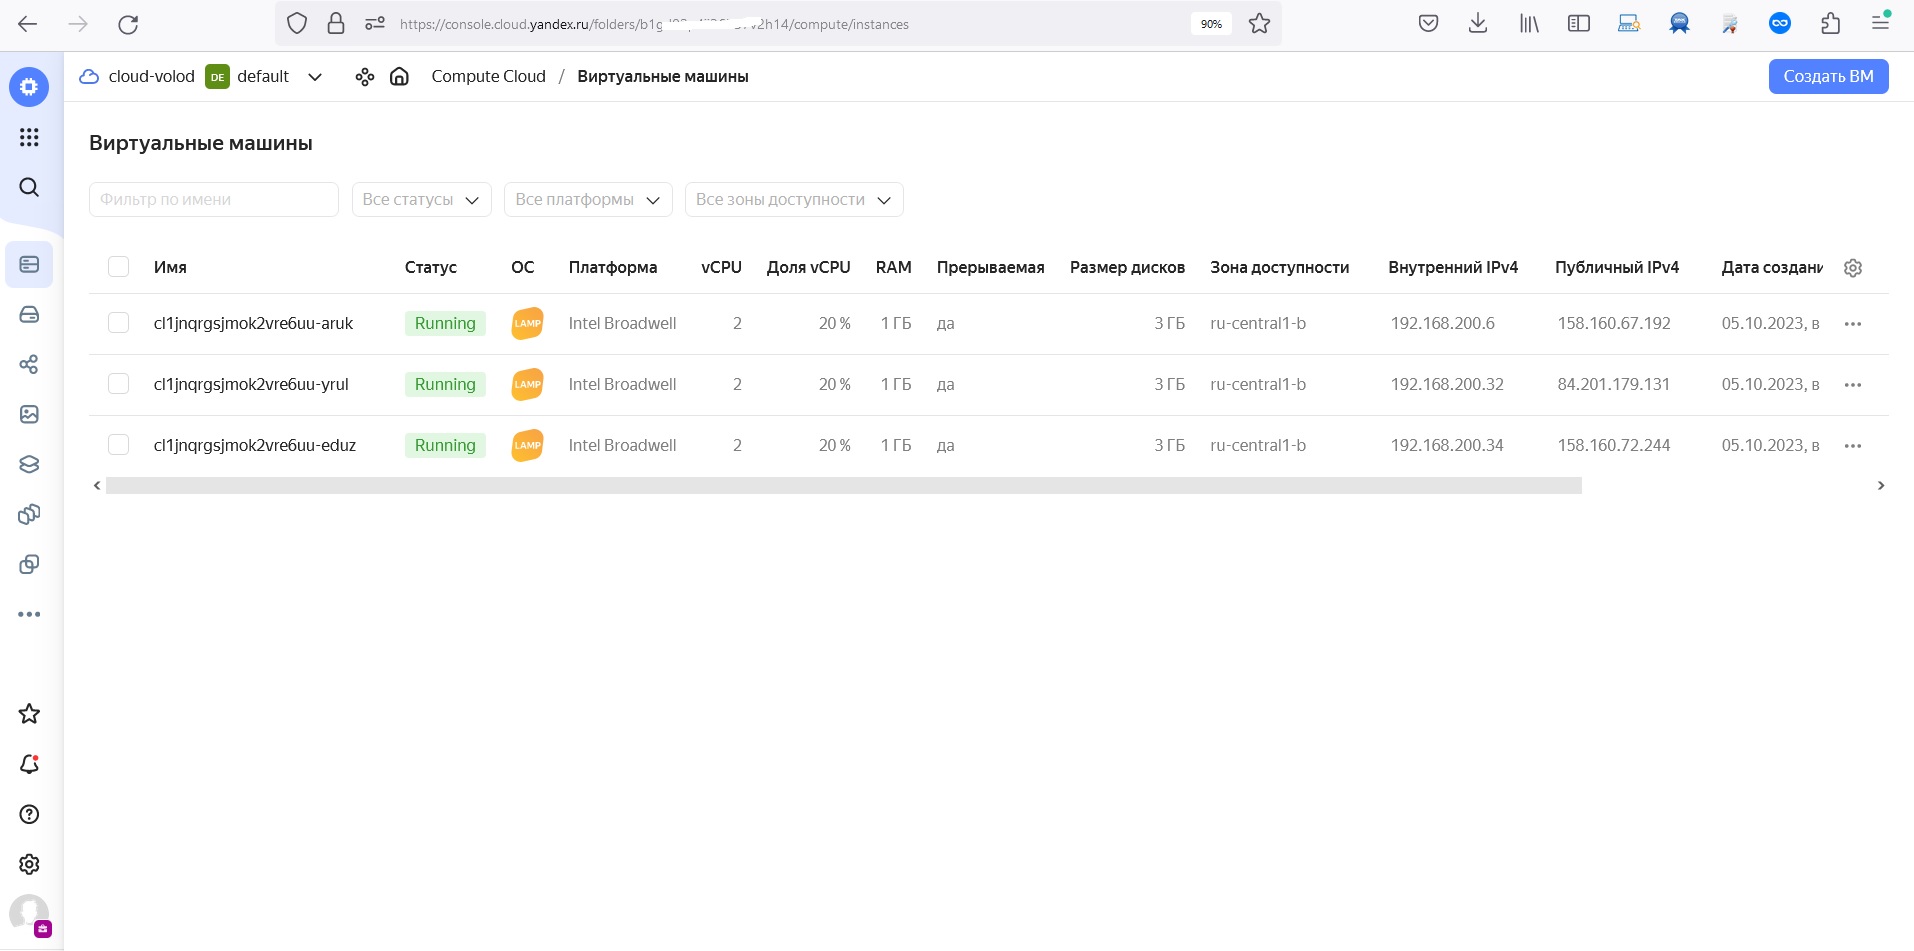 https://console.cloud.yandex.ru/folders/b1g 2h14/compute/instances 90%
cloud-volod DE default Compute Cloud / Виртуальные машины Создать ВМ
Виртуальные машины
Фильтр по имени Все статусы Все платформы Все зоны доступности
Имя Статус ОС Платформа vCPU Доля vCPU RAM Прерываемая Размер дисков Зона доступности Внутренний IPv4 Публичный IPv4 Дата создани
cl1jnqrgsjmok2vre6uu-aruk Running LAMP Intel Broadwell 2 20 % 1 ГБ да 3 ГБ ru-central1-b 192.168.200.6 158.160.67.192 05.10.2023, в
cl1jnqrgsjmok2vre6uu-yrul Running LAMP Intel Broadwell 2 20 % 1 ГБ да 3 ГБ ru-central1-b 192.168.200.32 84.201.179.131 05.10.2023, в
cl1jnqrgsjmok2vre6uu-eduz Running LAMP Intel Broadwell 2 20 % 1 ГБ да 3 ГБ ru-central1-b 192.168.200.34 158.160.72.244 05.10.2023, в